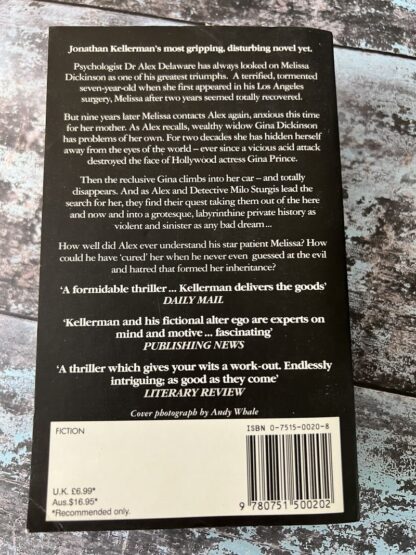 Jonathan Kellerman's most gripping, disturbing novel yet.
Psychologist Dr Alex Delaware has always looked on Melissa
Dickinson as one of his greatest triumphs. A terrified, tormented
seven-year-old when she first appeared in his Los Angeles
surgery, Melissa after two years seemed totally recovered.
But nine years later Melissa contacts Alex again, anxious this time
for her mother. As Alex recalls, wealthy widow Gina Dickinson
has problems of her own. For two decades she has hidden herself
away from the eyes of the world – ever since a vicious acid attack
destroyed the face of Hollywood actress Gina Prince.
Then the reclusive Gina climbs into her car – and totally
disappears. And as Alex and Detective Milo Sturgis lead the
search for her, they find their quest taking them out of the here
and now and into a grotesque, labyrinthine private history as
violent and sinister as any bad dream ...
How well did Alex ever understand his star patient Melissa? How
could he have 'cured' her when he never even guessed at the evil
and hatred that formed her inheritance?
'A formidable thriller ... Kellerman delivers the goods'
DAILY MAIL
'Kellerman and his fictional alter ego are experts on
mind and motive ... fascinating'
PUBLISHING NEWS
'A thriller which gives your wits a work-out. Endlessly
intriguing; as good as they come'
LITERARY REVIEW
Cover photograph by Andy Whale
FICTION
ISBN 0-7515-0020-8
U.K. £6.99*
Aus.$16.95*
*Recommended only.
9 780751 500202